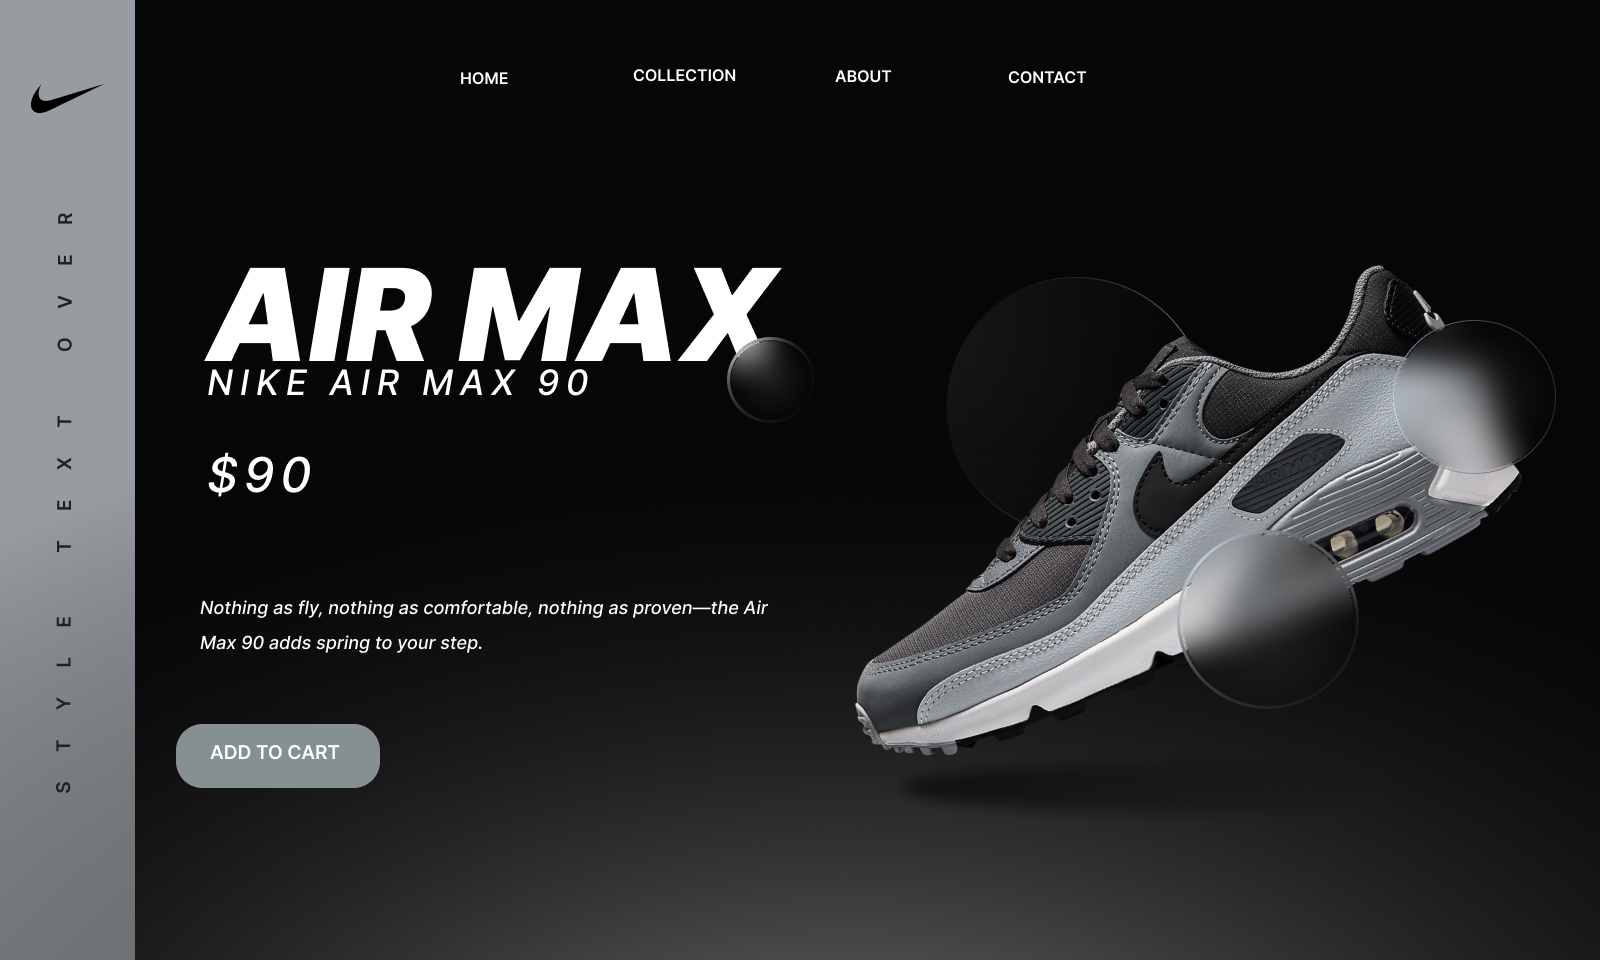 HOME
COLLECTION
ABOUT
CONTACT
STYLE TEXT OVER
AIR MAX
NIKE AIR MAX 90
$90
Nothing as fly, nothing as comfortable, nothing as proven—the Air
Max 90 adds spring to your step.
ADD TO CART